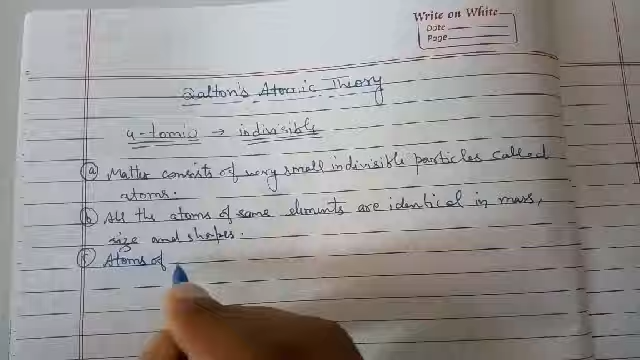 Write on White
Date
Page
Dalton's Atomic Theory
a-tomio → indivisible
(a) Matter consists of very small indivisible particles called
atoms.
(b) All the atoms of same elements are identical in mass,
size and shapes.
(c) Atoms of